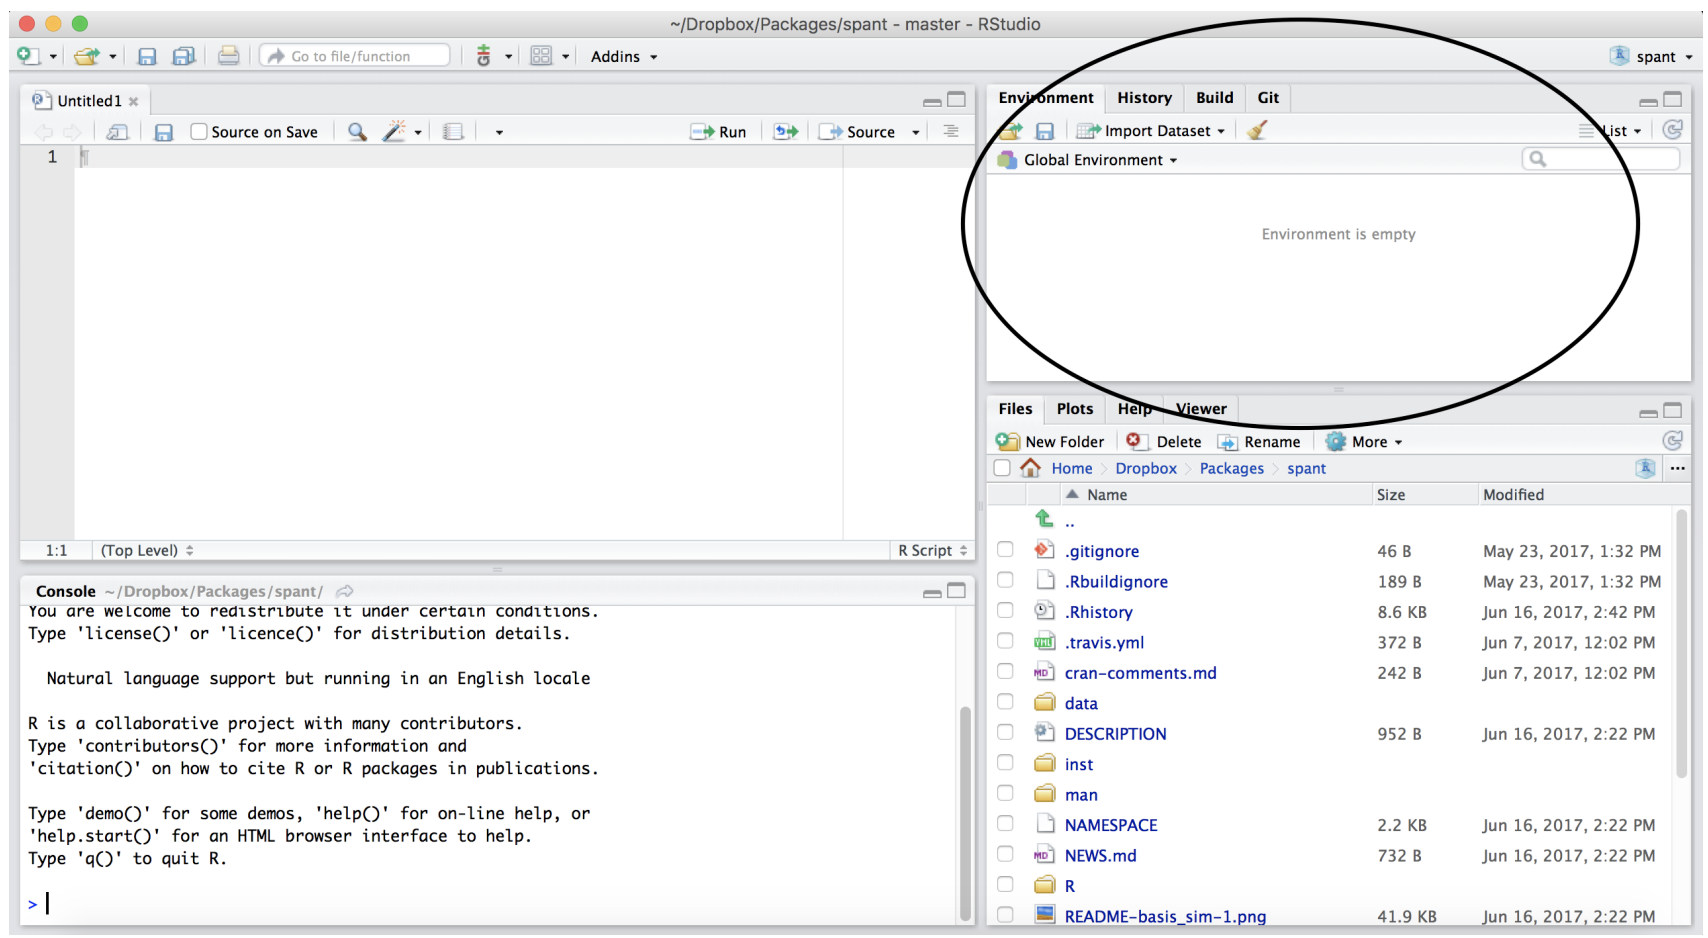 ~/Dropbox/Packages/spant - master - RStudio
Go to file/function
Addins
spant
Untitled1
Source on Save
Run
Source
1
1:1 (Top Level)
R Script
Console ~/Dropbox/Packages/spant/
You are welcome to redistribute it under certain conditions.
Type 'license()' or 'licence()' for distribution details.
Natural language support but running in an English locale
R is a collaborative project with many contributors.
Type 'contributors()' for more information and
'citation()' on how to cite R or R packages in publications.
Type 'demo()' for some demos, 'help()' for on-line help, or
'help.start()' for an HTML browser interface to help.
Type 'q()' to quit R.
>
Environment History Build Git
Import Dataset
List
Global Environment
Environment is empty
Files Plots Help Viewer
New Folder Delete Rename More
Home Dropbox Packages spant ...
Name Size Modified
..
.gitignore 46 B May 23, 2017, 1:32 PM
.Rbuildignore 189 B May 23, 2017, 1:32 PM
.Rhistory 8.6 KB Jun 16, 2017, 2:42 PM
.travis.yml 372 B Jun 7, 2017, 12:02 PM
cran-comments.md 242 B Jun 7, 2017, 12:02 PM
data
DESCRIPTION 952 B Jun 16, 2017, 2:22 PM
inst
man
NAMESPACE 2.2 KB Jun 16, 2017, 2:22 PM
NEWS.md 732 B Jun 16, 2017, 2:22 PM
R
README-basis_sim-1.png 41.9 KB Jun 16, 2017, 2:22 PM